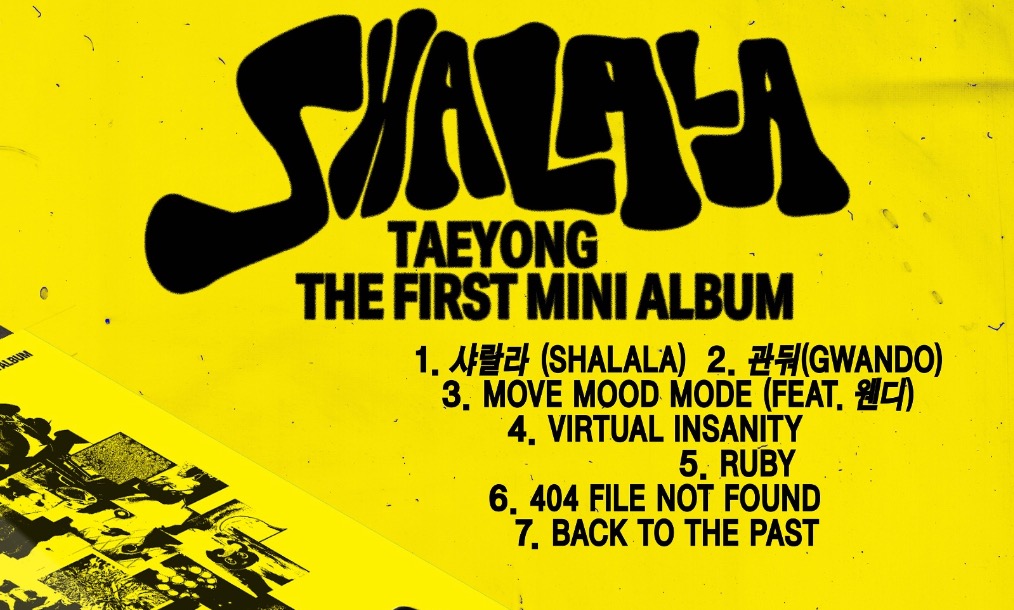 SHALALA
TAEYONG
THE FIRST MINI ALBUM
1. 샤랄라 (SHALALA) 2. 관둬(GWANDO)
3. MOVE MOOD MODE (FEAT. 웬디)
4. VIRTUAL INSANITY
5. RUBY
6. 404 FILE NOT FOUND
7. BACK TO THE PAST
ALBUM